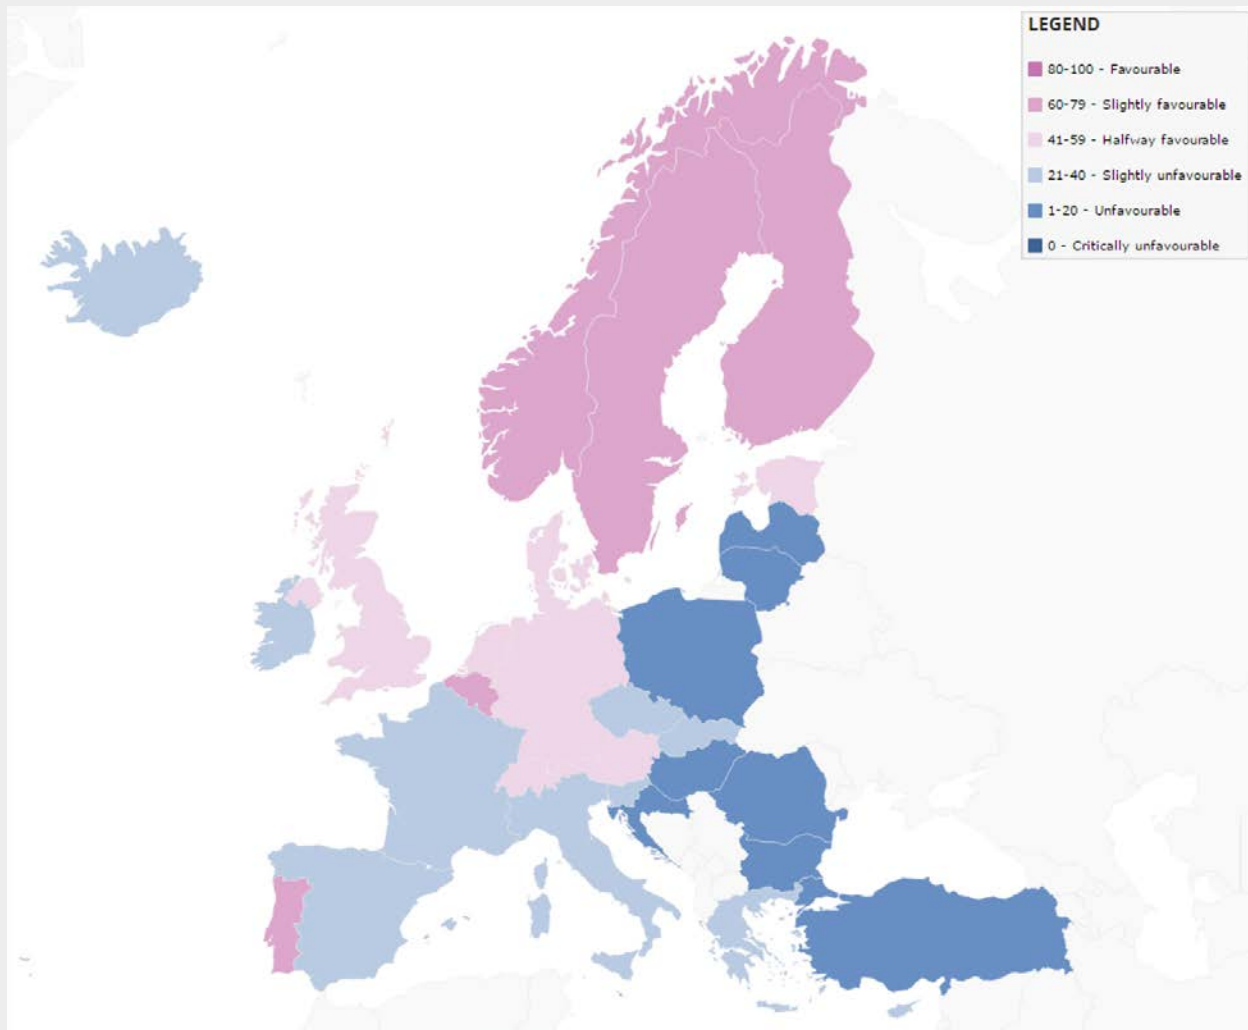 LEGEND
80-100 - Favourable
60-79 - Slightly favourable
41-59 - Halfway favourable
21-40 - Slightly unfavourable
1-20 - Unfavourable
0 - Critically unfavourable